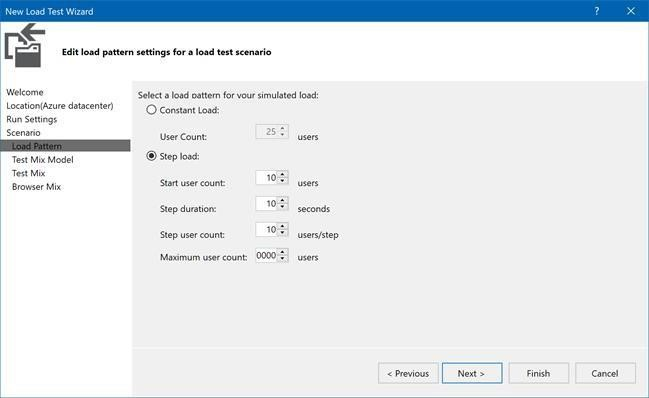 New Load Test Wizard
?
Edit load pattern settings for a load test scenario
Welcome
Location(Azure datacenter)
Run Settings
Scenario
Load Pattern
Test Mix Model
Test Mix
Browser Mix
Select a load pattern for your simulated load:
Constant Load:
User Count: 25 users
Step load:
Start user count: 10 users
Step duration: 10 seconds
Step user count: 10 users/step
Maximum user count: 0000 users
< Previous Next > Finish Cancel